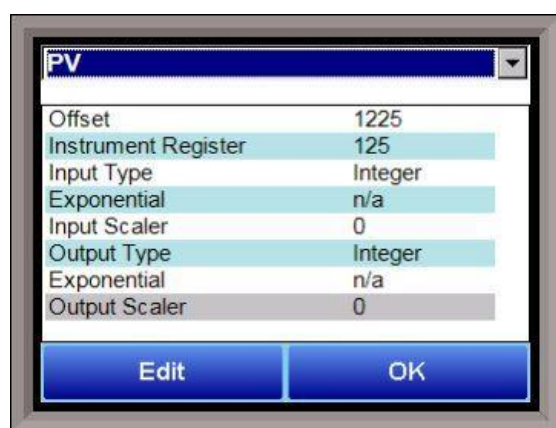 PV
Offset 1225
Instrument Register 125
Input Type Integer
Exponential n/a
Input Scaler 0
Output Type Integer
Exponential n/a
Output Scaler 0
Edit OK